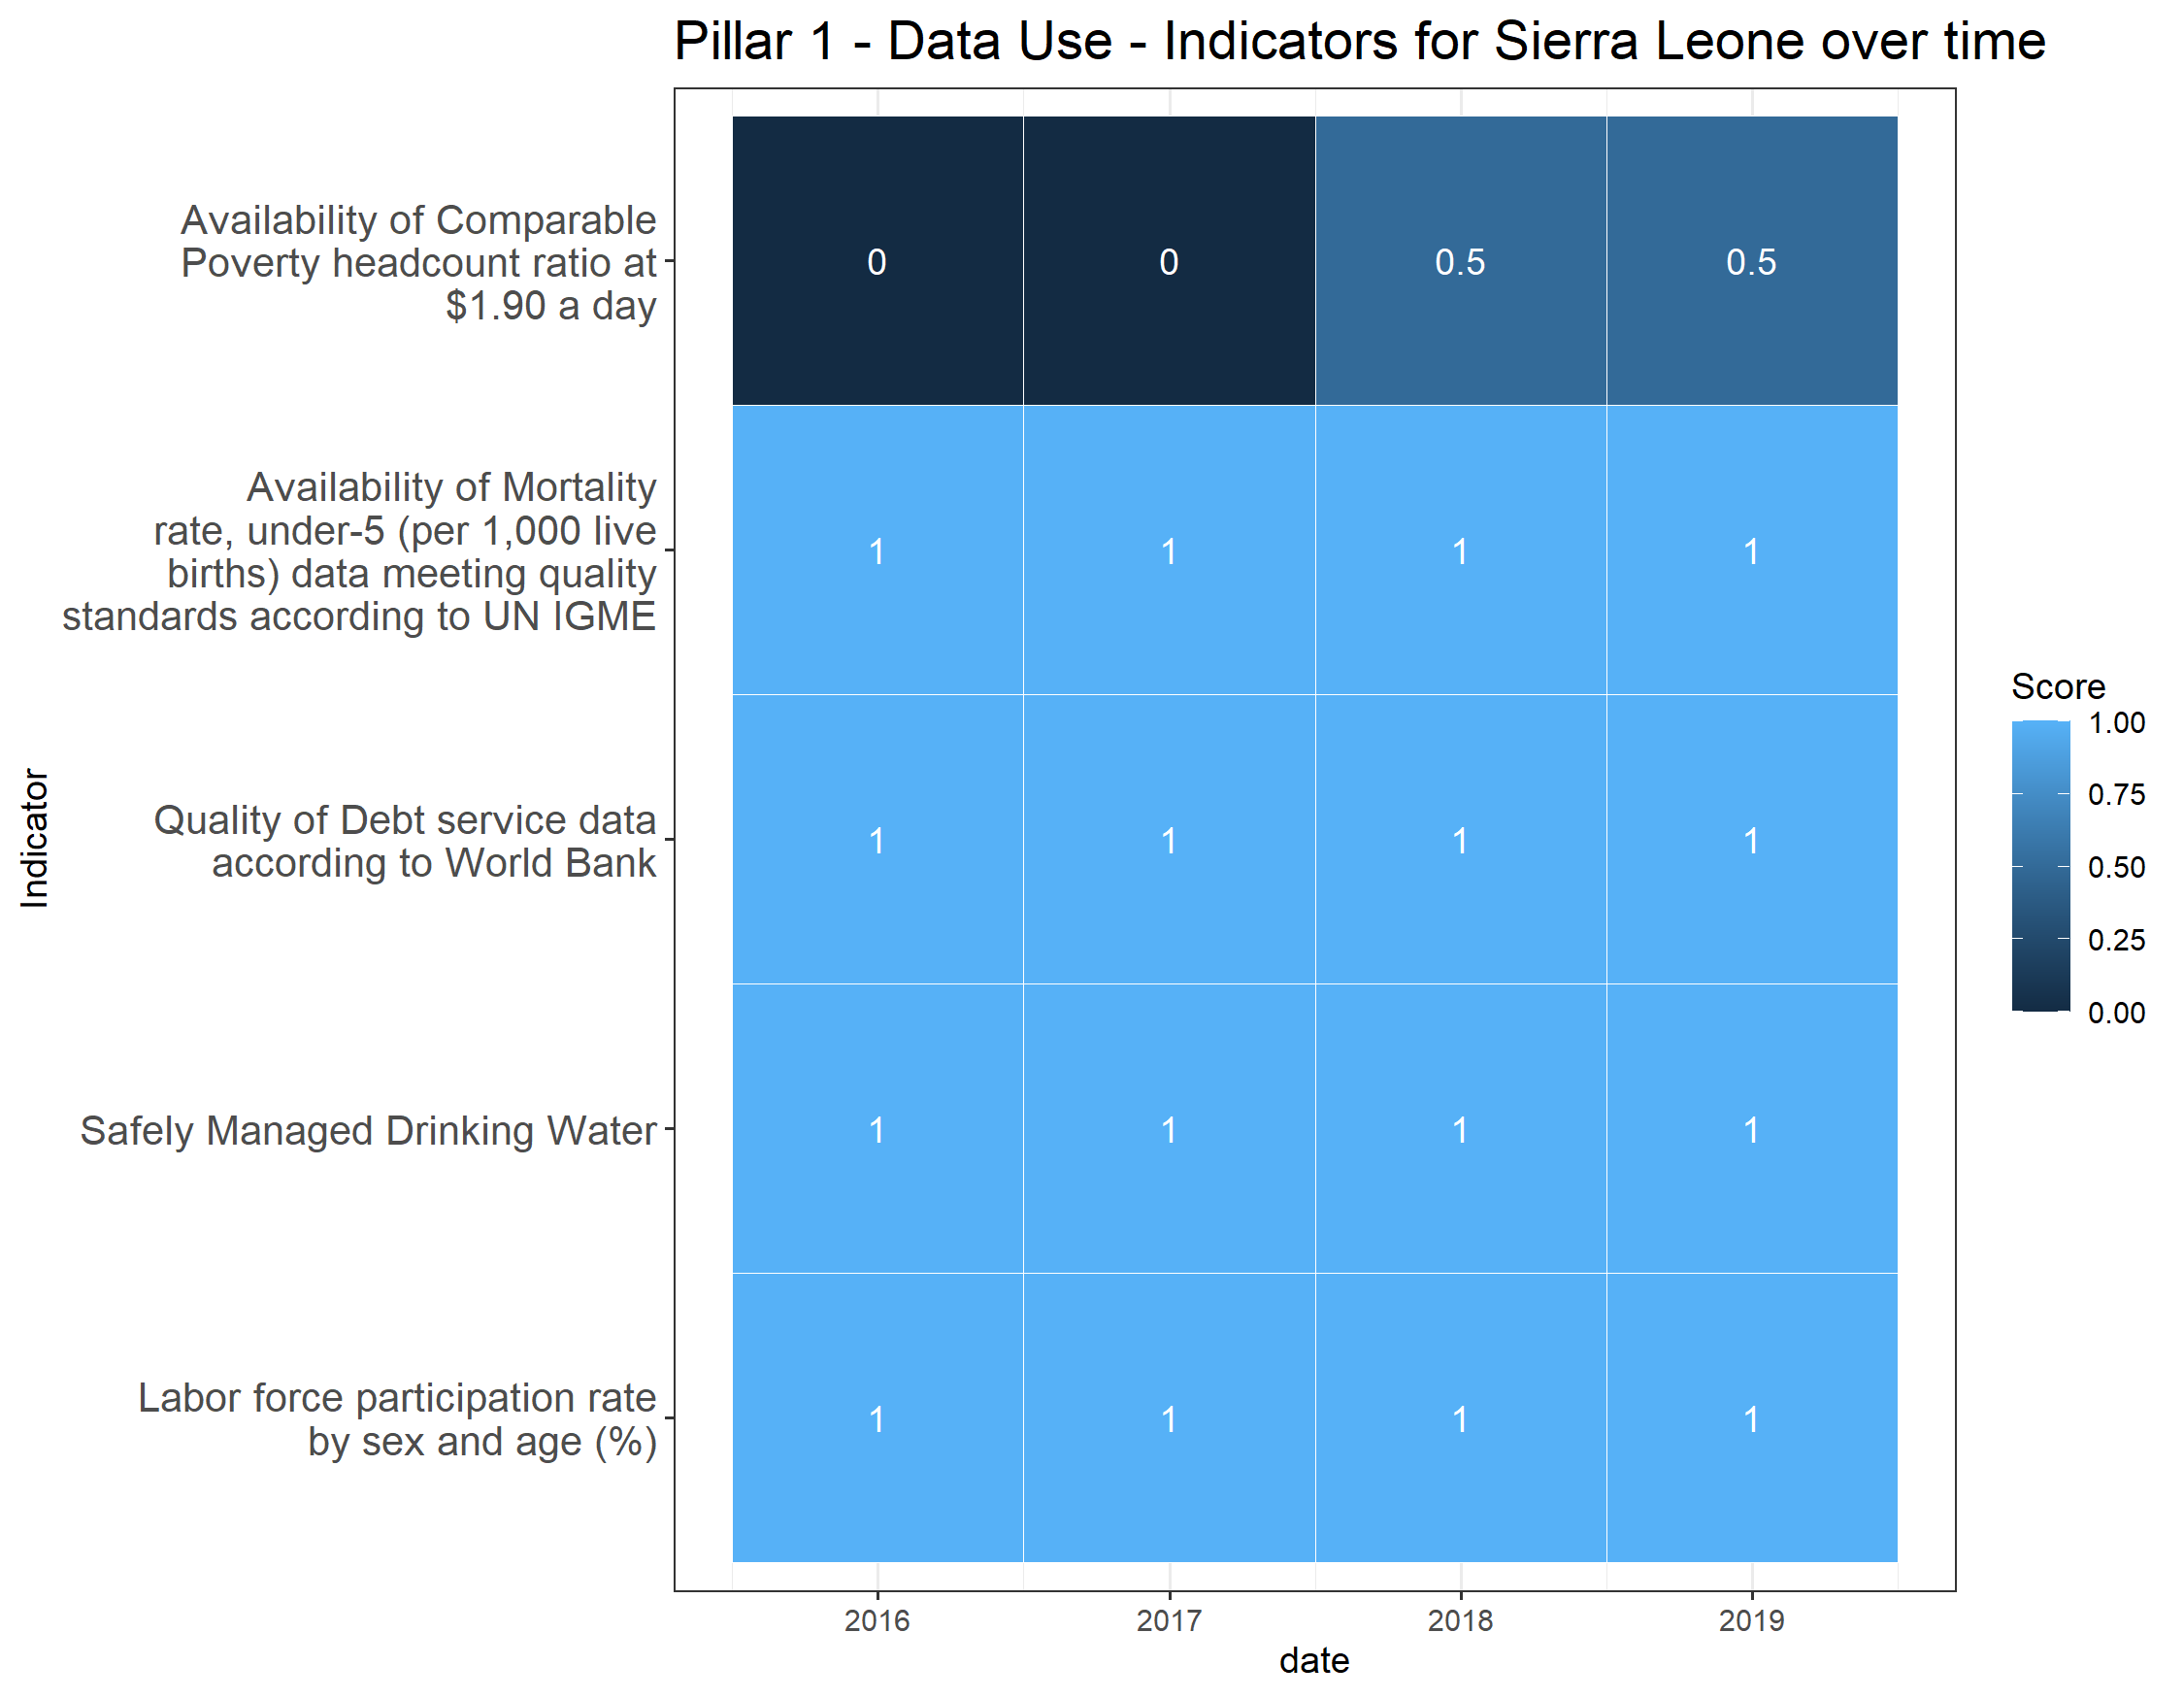 Pillar 1 - Data Use - Indicators for Sierra Leone over time
Availability of Comparable
Poverty headcount ratio at
$1.90 a day
0 0 0.5 0.5
Availability of Mortality
rate, under-5 (per 1,000 live
births) data meeting quality
standards according to UN IGME
1 1 1 1
Quality of Debt service data
according to World Bank
1 1 1 1
Safely Managed Drinking Water
1 1 1 1
Labor force participation rate
by sex and age (%)
1 1 1 1
Indicator
2016 2017 2018 2019
date
Score
1.00
0.75
0.50
0.25
0.00